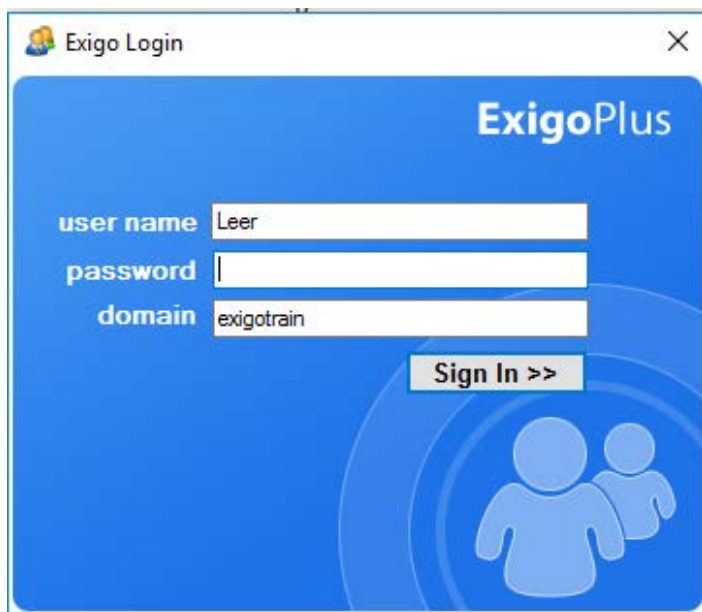 Exigo Login
ExigoPlus
user name Leer
password
domain exigotrain
Sign In >>